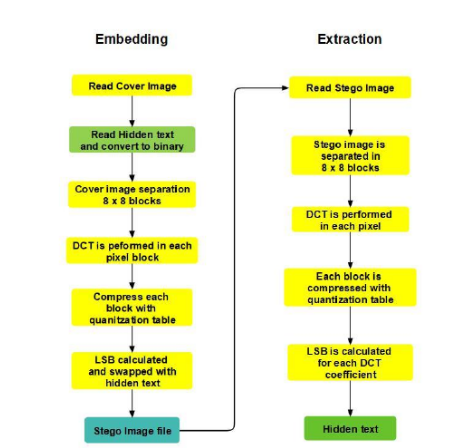 Embedding
Read Cover Image
Read Hidden text
and convert to binary
Cover image separation
8 x 8 blocks
DCT is peformed in each
pixel block
Compress each
block with
quanitzation table
LSB calculated
and swapped with
hidden text
Stego Image file
Extraction
Read Stego Image
Stego image is
separated in
8 x 8 blocks
DCT is performed
in each pixel
Each block is
compressed with
quantization table
LSB is calculated
for each DCT
coefficient
Hidden text